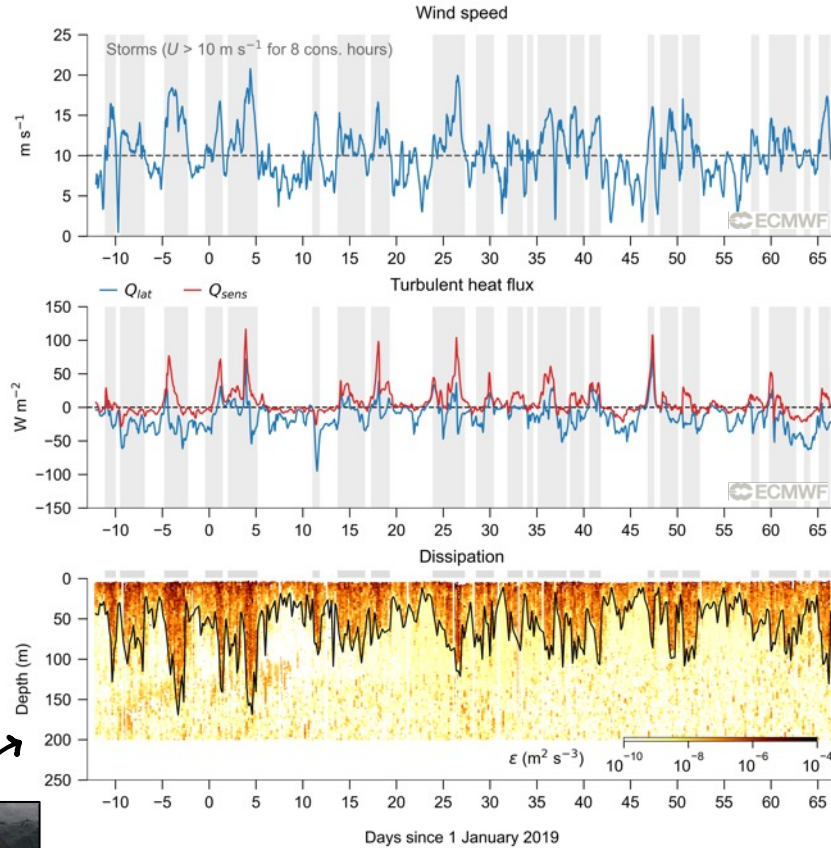 Wind speed
Storms (U > 10 m s⁻¹ for 8 cons. hours)
25
20
15
10
5
0
m s⁻¹
ECMWF
−10 −5 0 5 10 15 20 25 30 35 40 45 50 55 60 65
Q_lat Q_sens Turbulent heat flux
150
100
50
0
−50
−100
−150
W m⁻²
ECMWF
−10 −5 0 5 10 15 20 25 30 35 40 45 50 55 60 65
Dissipation
0
50
100
150
200
250
Depth (m)
ε (m² s⁻³)
10⁻¹⁰ 10⁻⁸ 10⁻⁶ 10⁻⁴
−10 −5 0 5 10 15 20 25 30 35 40 45 50 55 60 65
Days since 1 January 2019